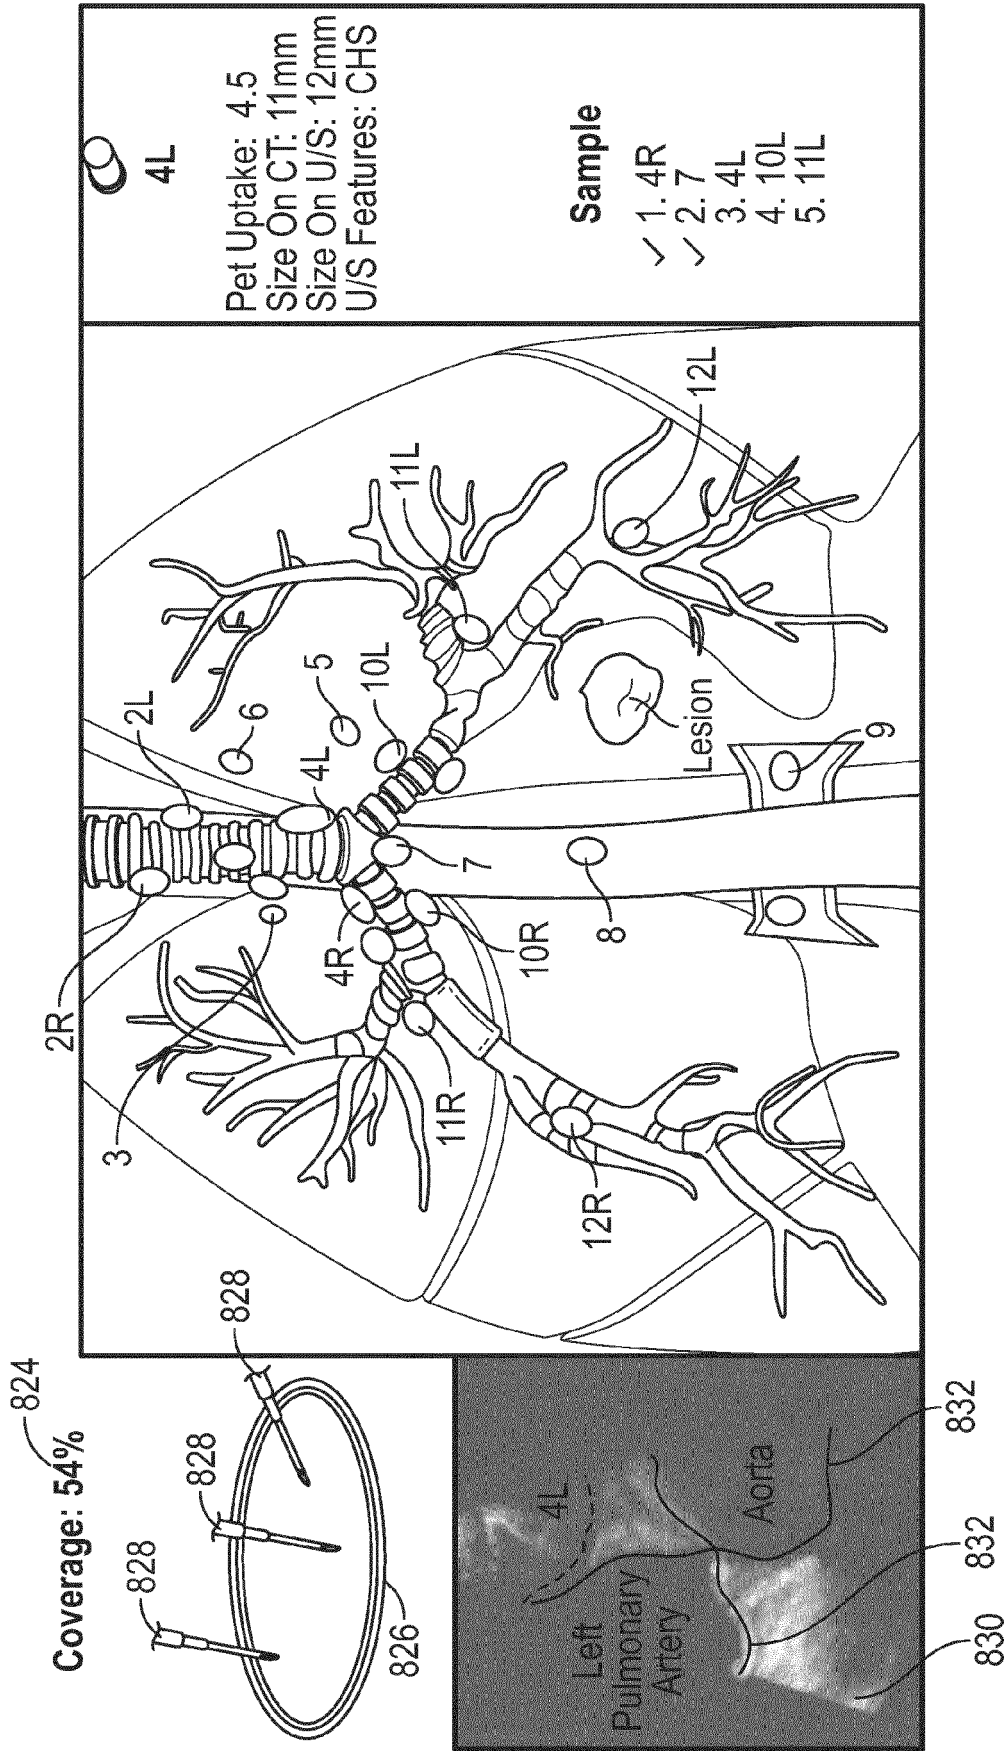 Coverage: 54%
824
828
828
828
826
4L
Left
Pulmonary
Artery
Aorta
832
832
830
2R
3
2L
6
5
10L
4L
11L
4R
7
10R
11R
8
12R
Lesion
12L
9
4L
Pet Uptake: 4.5
Size On CT: 11mm
Size On U/S: 12mm
U/S Features: CHS
Sample
✓ 1. 4R
✓ 2. 7
3. 4L
4. 10L
5. 11L